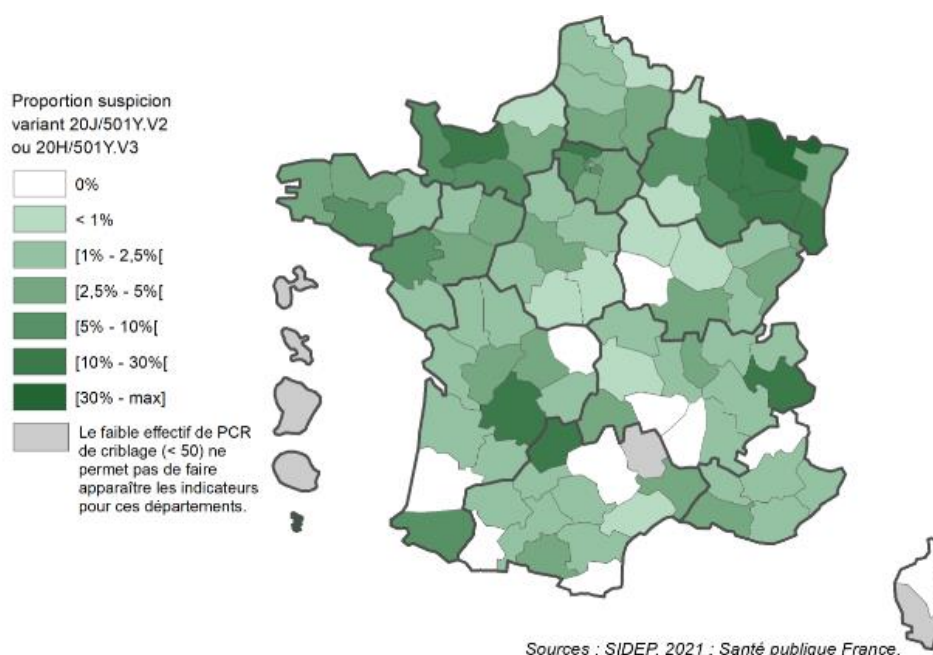 Proportion suspicion
variant 20J/501Y.V2
ou 20H/501Y.V3
0%
< 1%
[1% - 2,5%[
[2,5% - 5%[
[5% - 10%[
[10% - 30%[
[30% - max]
Le faible effectif de PCR
de criblage (< 50) ne
permet pas de faire
apparaître les indicateurs
pour ces départements.
Sources : SIDEP, 2021 ; Santé publique France.